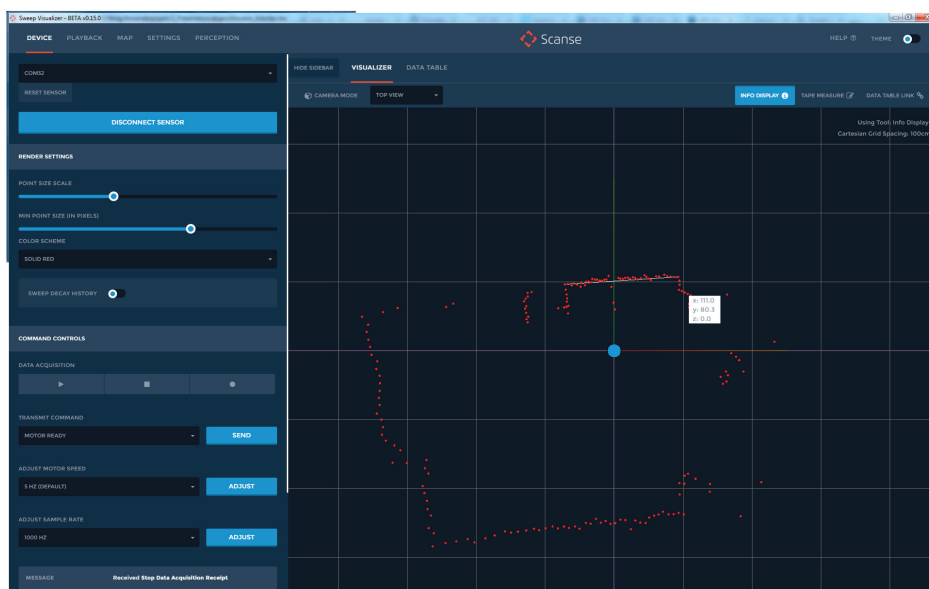 Sweep Visualizer - BETA v0.15.0
DEVICE PLAYBACK MAP SETTINGS PERCEPTION
Scanse
HELP THEME
COM32
RESET SENSOR
DISCONNECT SENSOR
HIDE SIDEBAR VISUALIZER DATA TABLE
CAMERA MODE TOP VIEW
INFO DISPLAY TAPE MEASURE DATA TABLE LINK
Using Tool: Info Display
Cartesian Grid Spacing: 100cm
RENDER SETTINGS
POINT SIZE SCALE
MIN POINT SIZE (IN PIXELS)
COLOR SCHEME
SOLID RED
SWEEP DECAY HISTORY
x: 111.0
y: 80.3
z: 0.0
COMMAND CONTROLS
DATA ACQUISITION
TRANSMIT COMMAND
MOTOR READY SEND
ADJUST MOTOR SPEED
5 HZ (DEFAULT) ADJUST
ADJUST SAMPLE RATE
1000 HZ ADJUST
MESSAGE Received Stop Data Acquisition Receipt